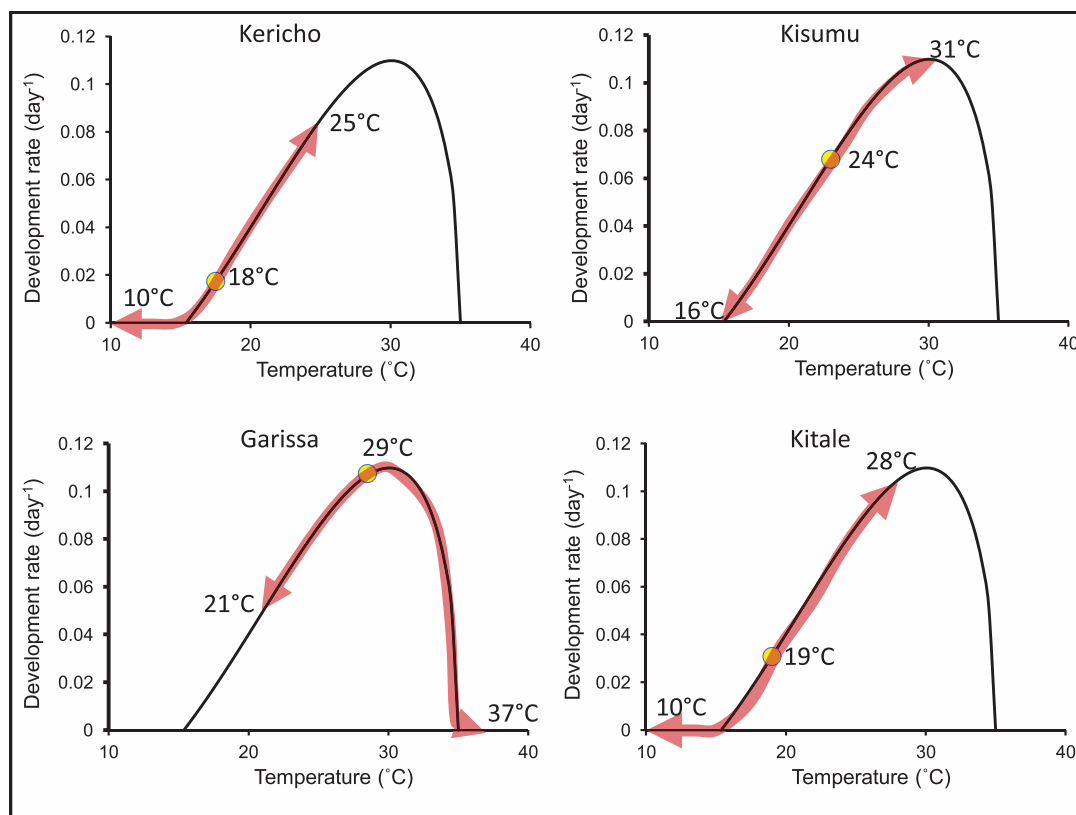 Kericho
Development rate (day-1)
0.12
0.1
0.08
0.06
0.04
0.02
0
25°C
18°C
10°C
10
20
30
40
Temperature (˚C)
Kisumu
Development rate (day-1)
0.12
0.1
0.08
0.06
0.04
0.02
0
31°C
24°C
16°C
10
20
30
40
Temperature (˚C)
Garissa
Development rate (day-1)
0.12
0.1
0.08
0.06
0.04
0.02
0
29°C
21°C
37°C
10
20
30
40
Temperature (˚C)
Kitale
Development rate (day-1)
0.12
0.1
0.08
0.06
0.04
0.02
0
28°C
19°C
10°C
10
20
30
40
Temperature (˚C)